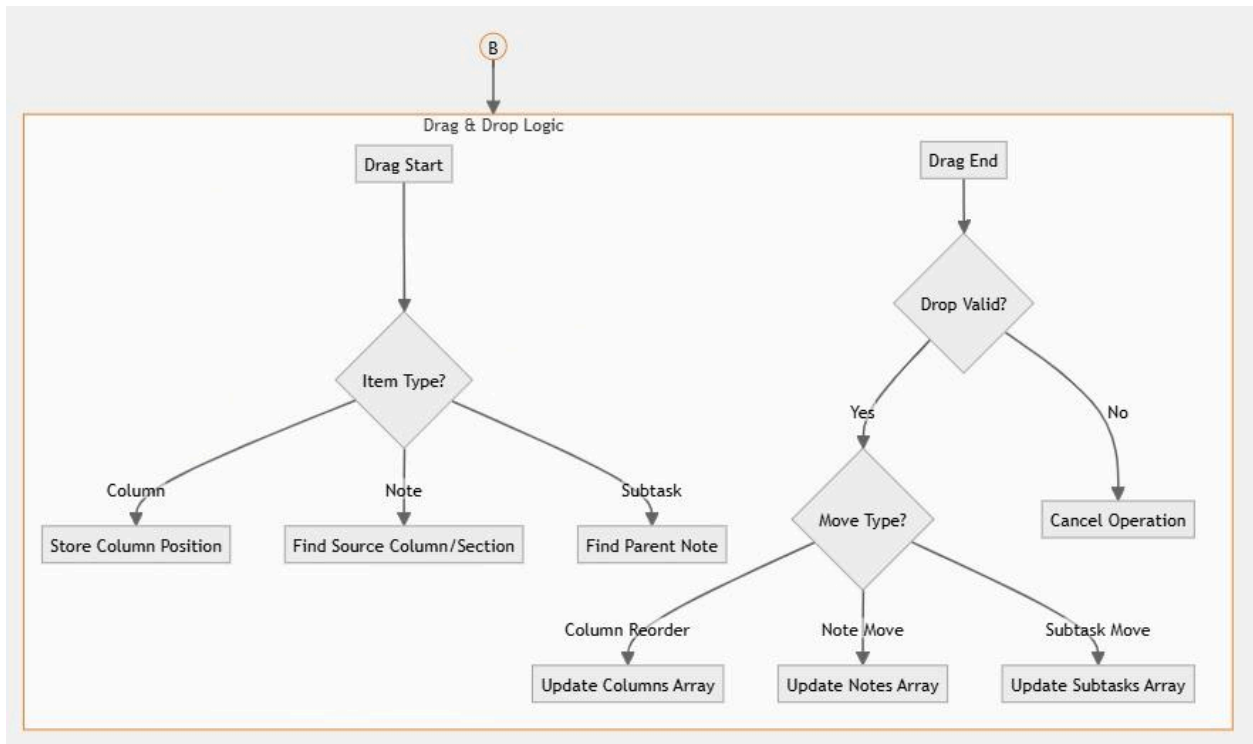 B
Drag & Drop Logic
Drag Start
Drag End
Drop Valid?
Item Type?
Yes
No
Column
Note
Subtask
Store Column Position
Find Source Column/Section
Find Parent Note
Move Type?
Cancel Operation
Column Reorder
Note Move
Subtask Move
Update Columns Array
Update Notes Array
Update Subtasks Array